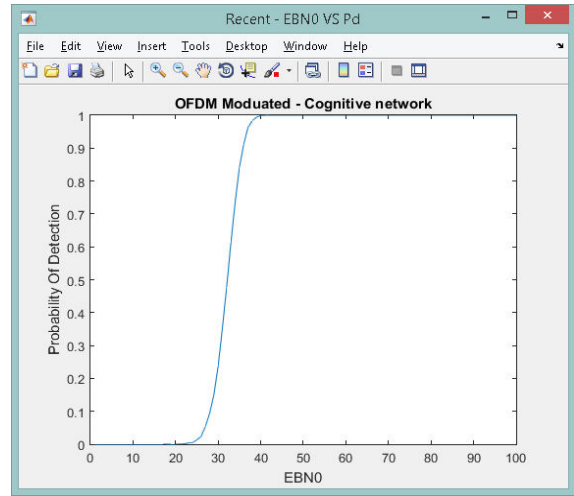 Recent - EBN0 VS Pd
File Edit View Insert Tools Desktop Window Help
OFDM Moduated - Cognitive network
1
0.9
0.8
0.7
0.6
0.5
0.4
0.3
0.2
0.1
0
Probability Of Detection
0 10 20 30 40 50 60 70 80 90 100
EBN0